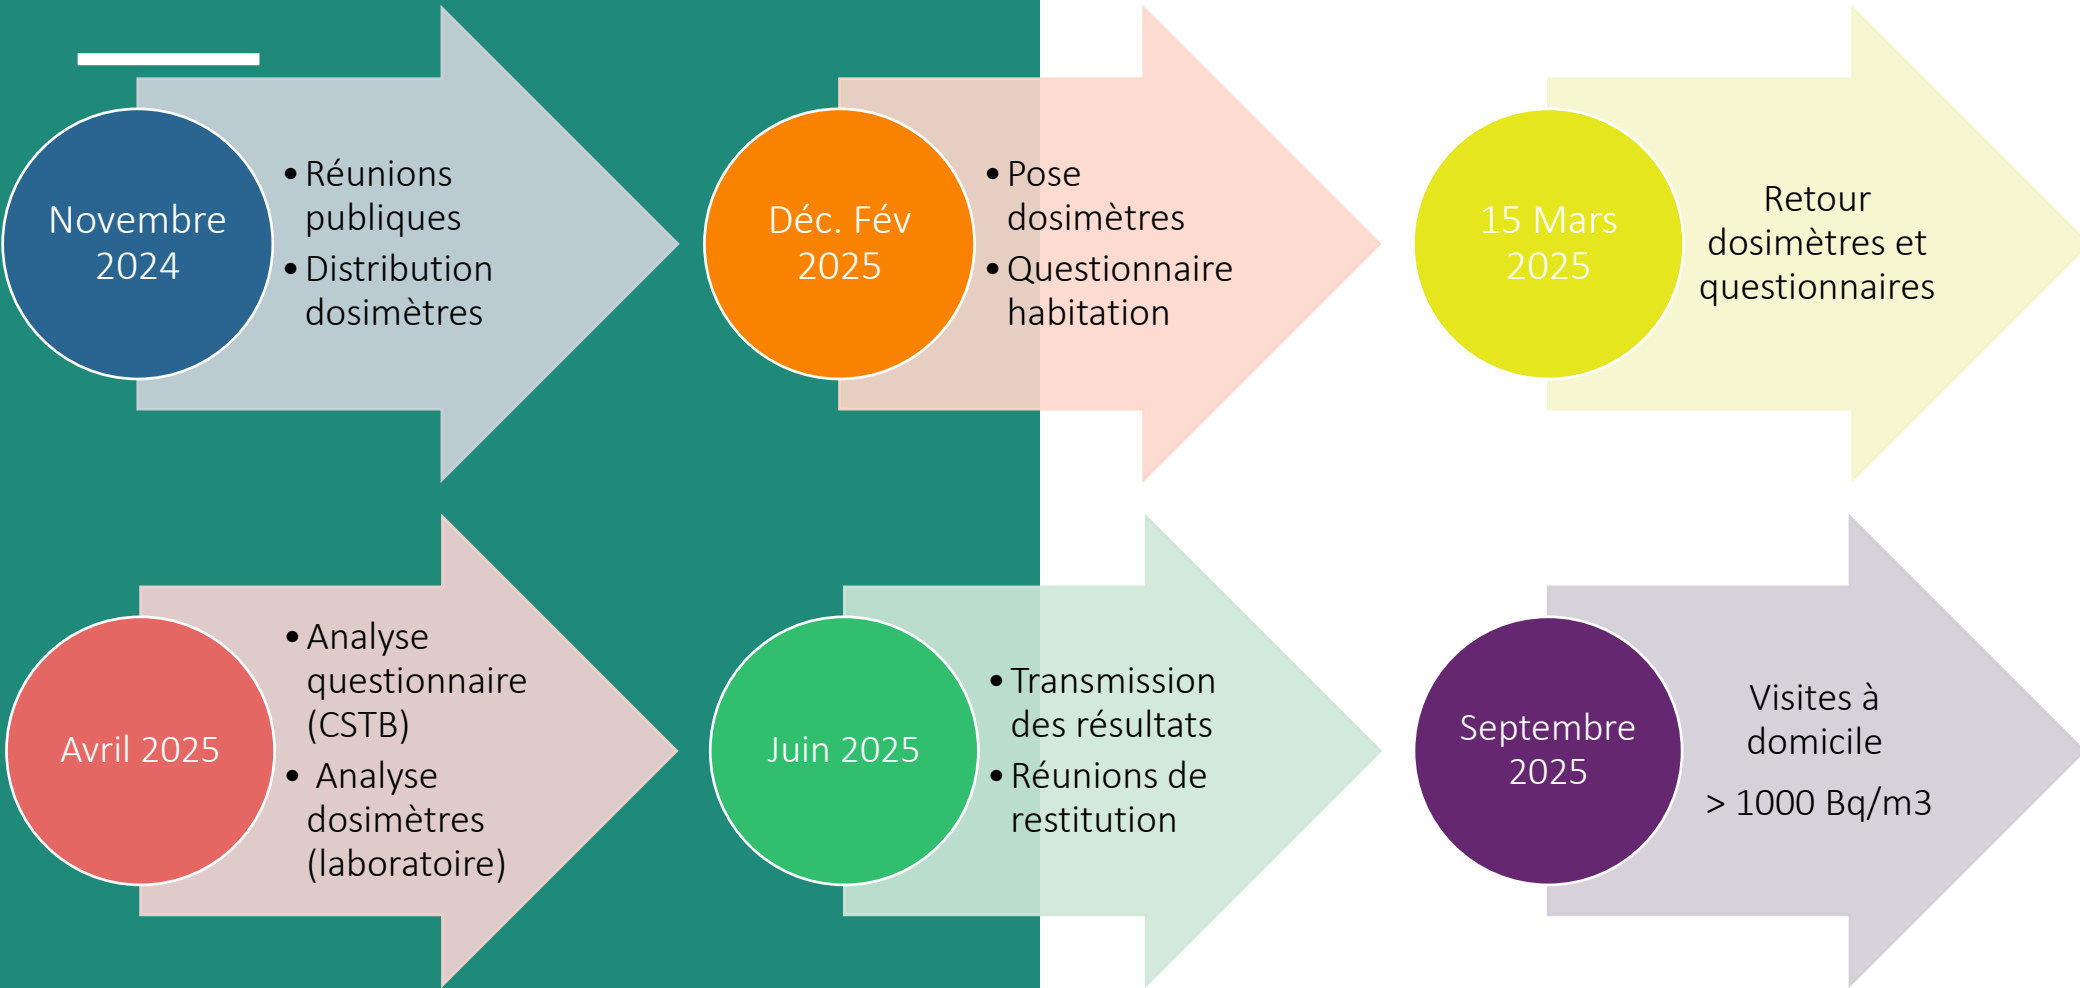 Novembre
2024
• Réunions
publiques
• Distribution
dosimètres
Déc. Fév
2025
• Pose
dosimètres
• Questionnaire
habitation
15 Mars
2025
Retour
dosimètres et
questionnaires
Avril 2025
• Analyse
questionnaire
(CSTB)
• Analyse
dosimètres
(laboratoire)
Juin 2025
• Transmission
des résultats
• Réunions de
restitution
Septembre
2025
Visites à
domicile
> 1000 Bq/m3